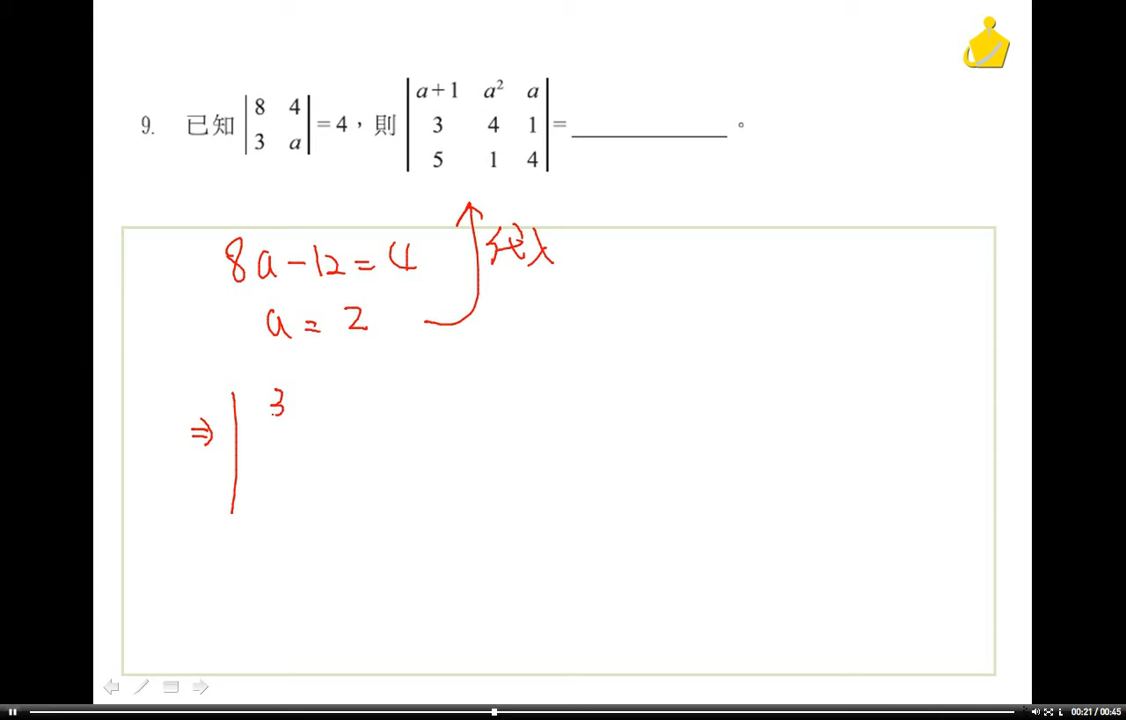 9. 已知 | 8 4 | = 4，則 | a+1 a² a | = ________ 。
| 3 a | | 3 4 1 |
| 5 1 4 |
8a-12=4
代入
a = 2
⇒ | 3
00:21 / 00:45